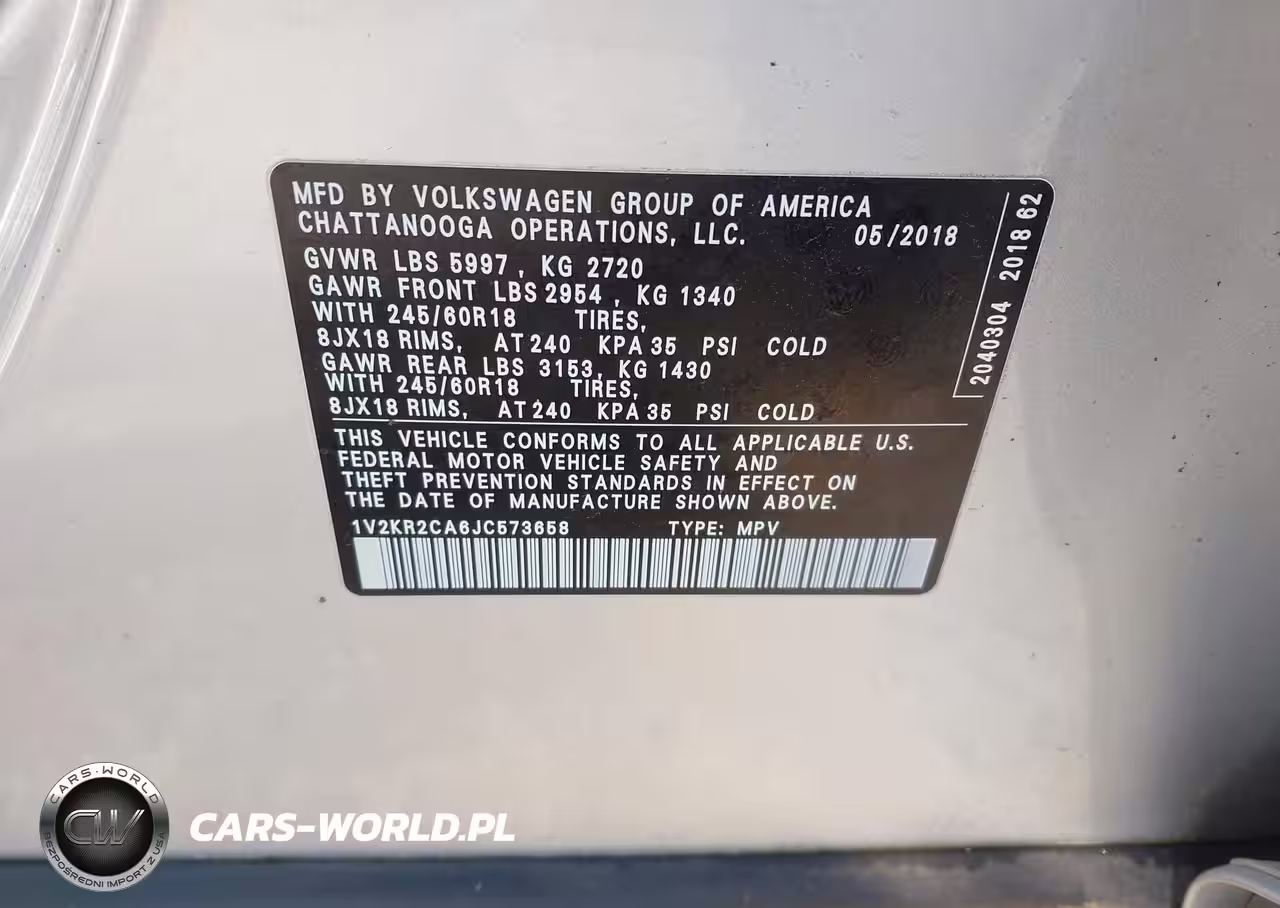 MFD BY VOLKSWAGEN GROUP OF AMERICA
CHATTANOOGA OPERATIONS, LLC. 05/2018
GVWR LBS 5997, KG 2720
GAWR FRONT LBS 2954, KG 1340
WITH 245/60R18 TIRES,
8JX18 RIMS, AT 240 KPA 35 PSI COLD
GAWR REAR LBS 3153, KG 1430
WITH 245/60R18 TIRES,
8JX18 RIMS, AT 240 KPA 35 PSI COLD
THIS VEHICLE CONFORMS TO ALL APPLICABLE U.S.
FEDERAL MOTOR VEHICLE SAFETY AND
THEFT PREVENTION STANDARDS IN EFFECT ON
THE DATE OF MANUFACTURE SHOWN ABOVE.
1V2KR2CA6JC573658 TYPE: MPV
2040304 2018 62
CARS-WORLD
CW
BEZPOŚREDNI IMPORT Z USA
CARS-WORLD.PL